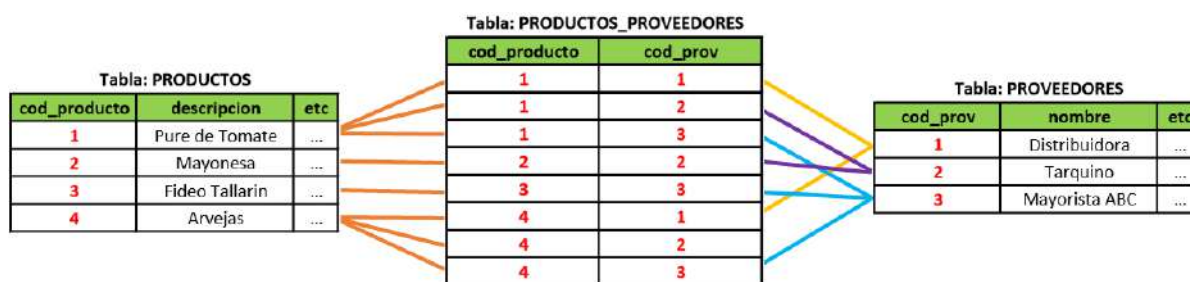 Tabla: PRODUCTOS_PROVEEDORES
cod_producto cod_prov
1 1
1 2
1 3
2 2
3 3
4 1
4 2
4 3
Tabla: PRODUCTOS
cod_producto descripcion etc
1 Pure de Tomate ...
2 Mayonesa ...
3 Fideo Tallarin ...
4 Arvejas ...
Tabla: PROVEEDORES
cod_prov nombre etc
1 Distribuidora ...
2 Tarquino ...
3 Mayorista ABC ...